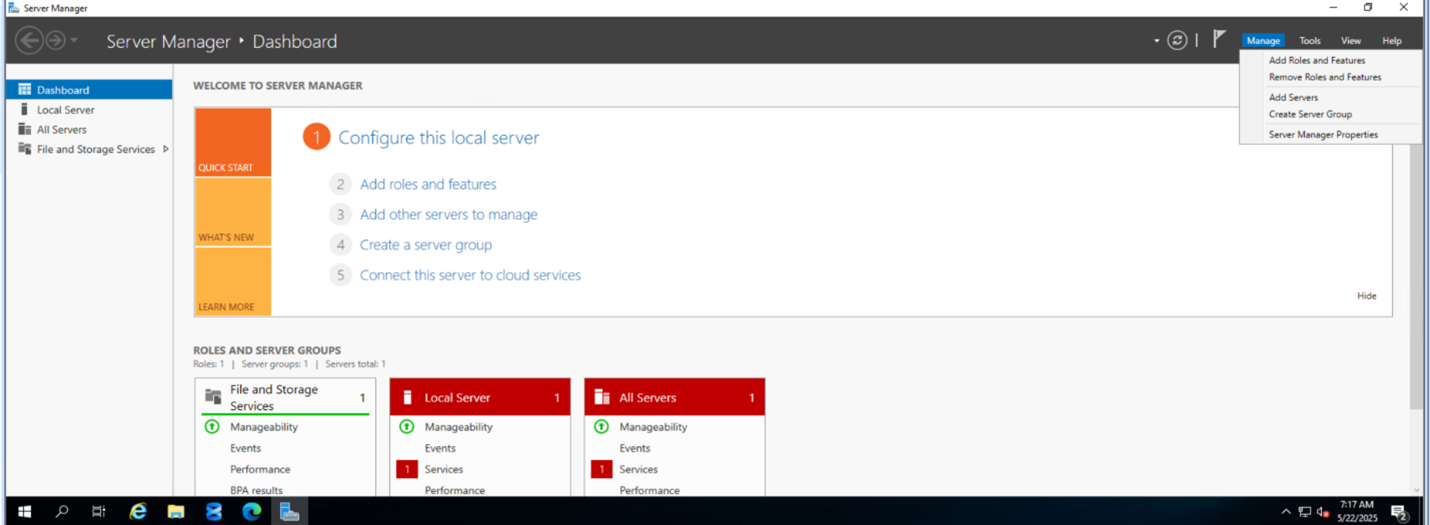 Server Manager
Server Manager • Dashboard
Manage Tools View Help
Add Roles and Features
Remove Roles and Features
Add Servers
Create Server Group
Server Manager Properties
Dashboard
Local Server
All Servers
File and Storage Services
WELCOME TO SERVER MANAGER
QUICK START
WHAT'S NEW
LEARN MORE
1 Configure this local server
2 Add roles and features
3 Add other servers to manage
4 Create a server group
5 Connect this server to cloud services
Hide
ROLES AND SERVER GROUPS
Roles: 1 | Server groups: 1 | Servers total: 1
File and Storage
Services 1
Manageability
Events
Performance
BPA results
Local Server 1
Manageability
Events
1 Services
Performance
All Servers 1
Manageability
Events
1 Services
Performance
7:17 AM
5/22/2025
2